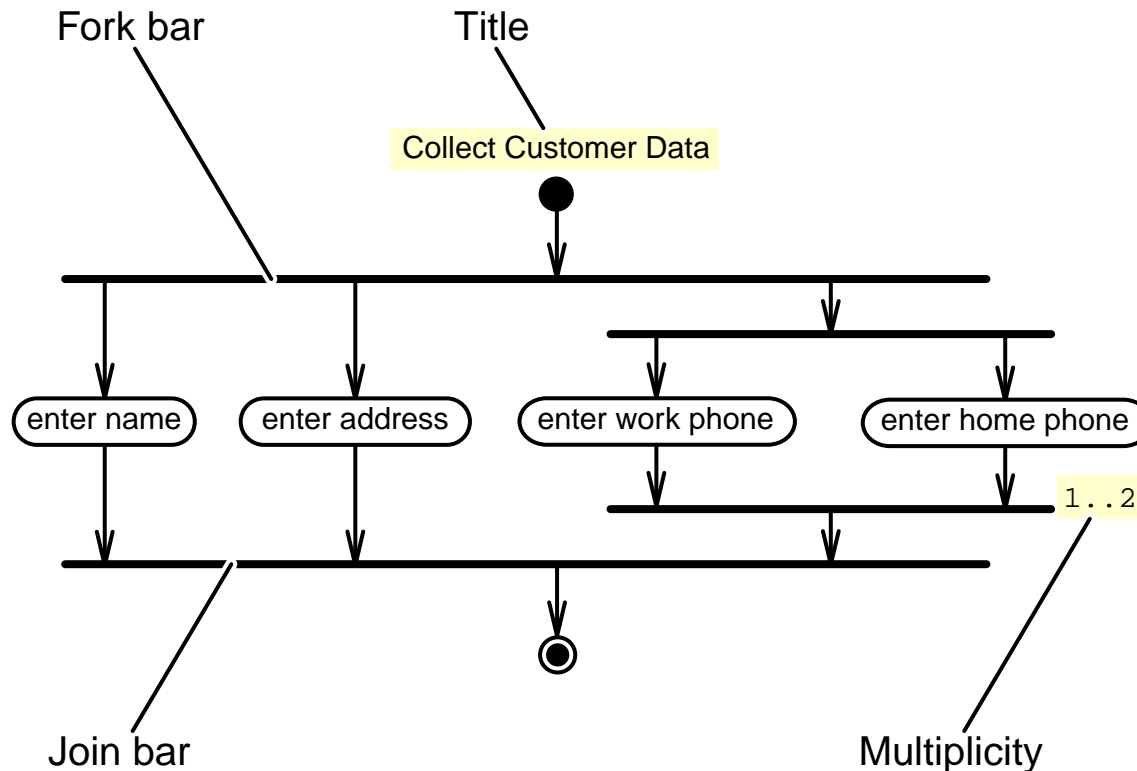 Fork bar
Title
Collect Customer Data
enter name
enter address
enter work phone
enter home phone
1..2
Join bar
Multiplicity